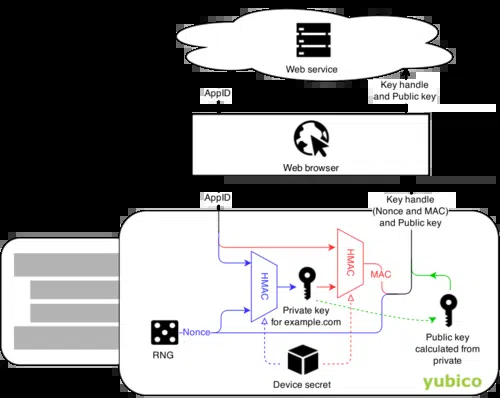 Web service
AppID
Key handle
and Public key
Web browser
AppID
Key handle
(Nonce and MAC)
and Public key
HMAC
HMAC
MAC
Private key
for example.com
Nonce
RNG
Device secret
Public key
calculated from
private
yubico